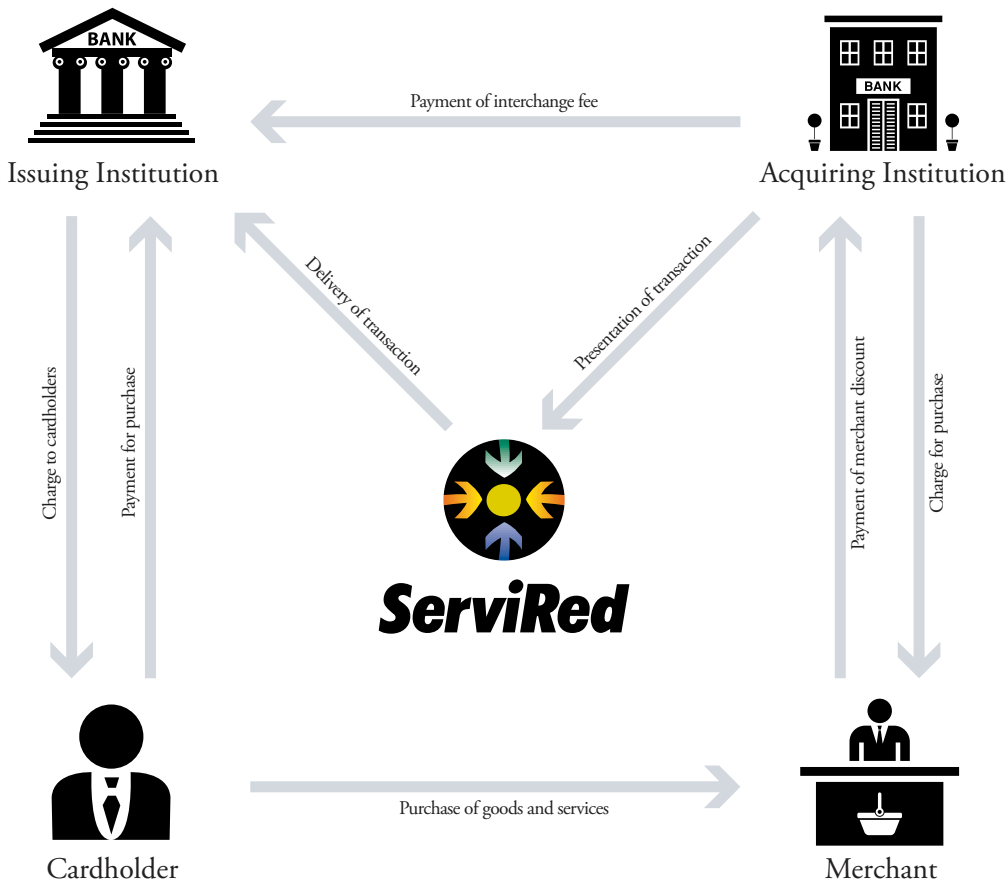 BANK
BANK
Payment of interchange fee
Issuing Institution
Acquiring Institution
Delivery of transaction
Presentation of transaction
Charge to cardholders
Payment for purchase
Payment of merchant discount
Charge for purchase
ServiRed
Purchase of goods and services
Cardholder
Merchant